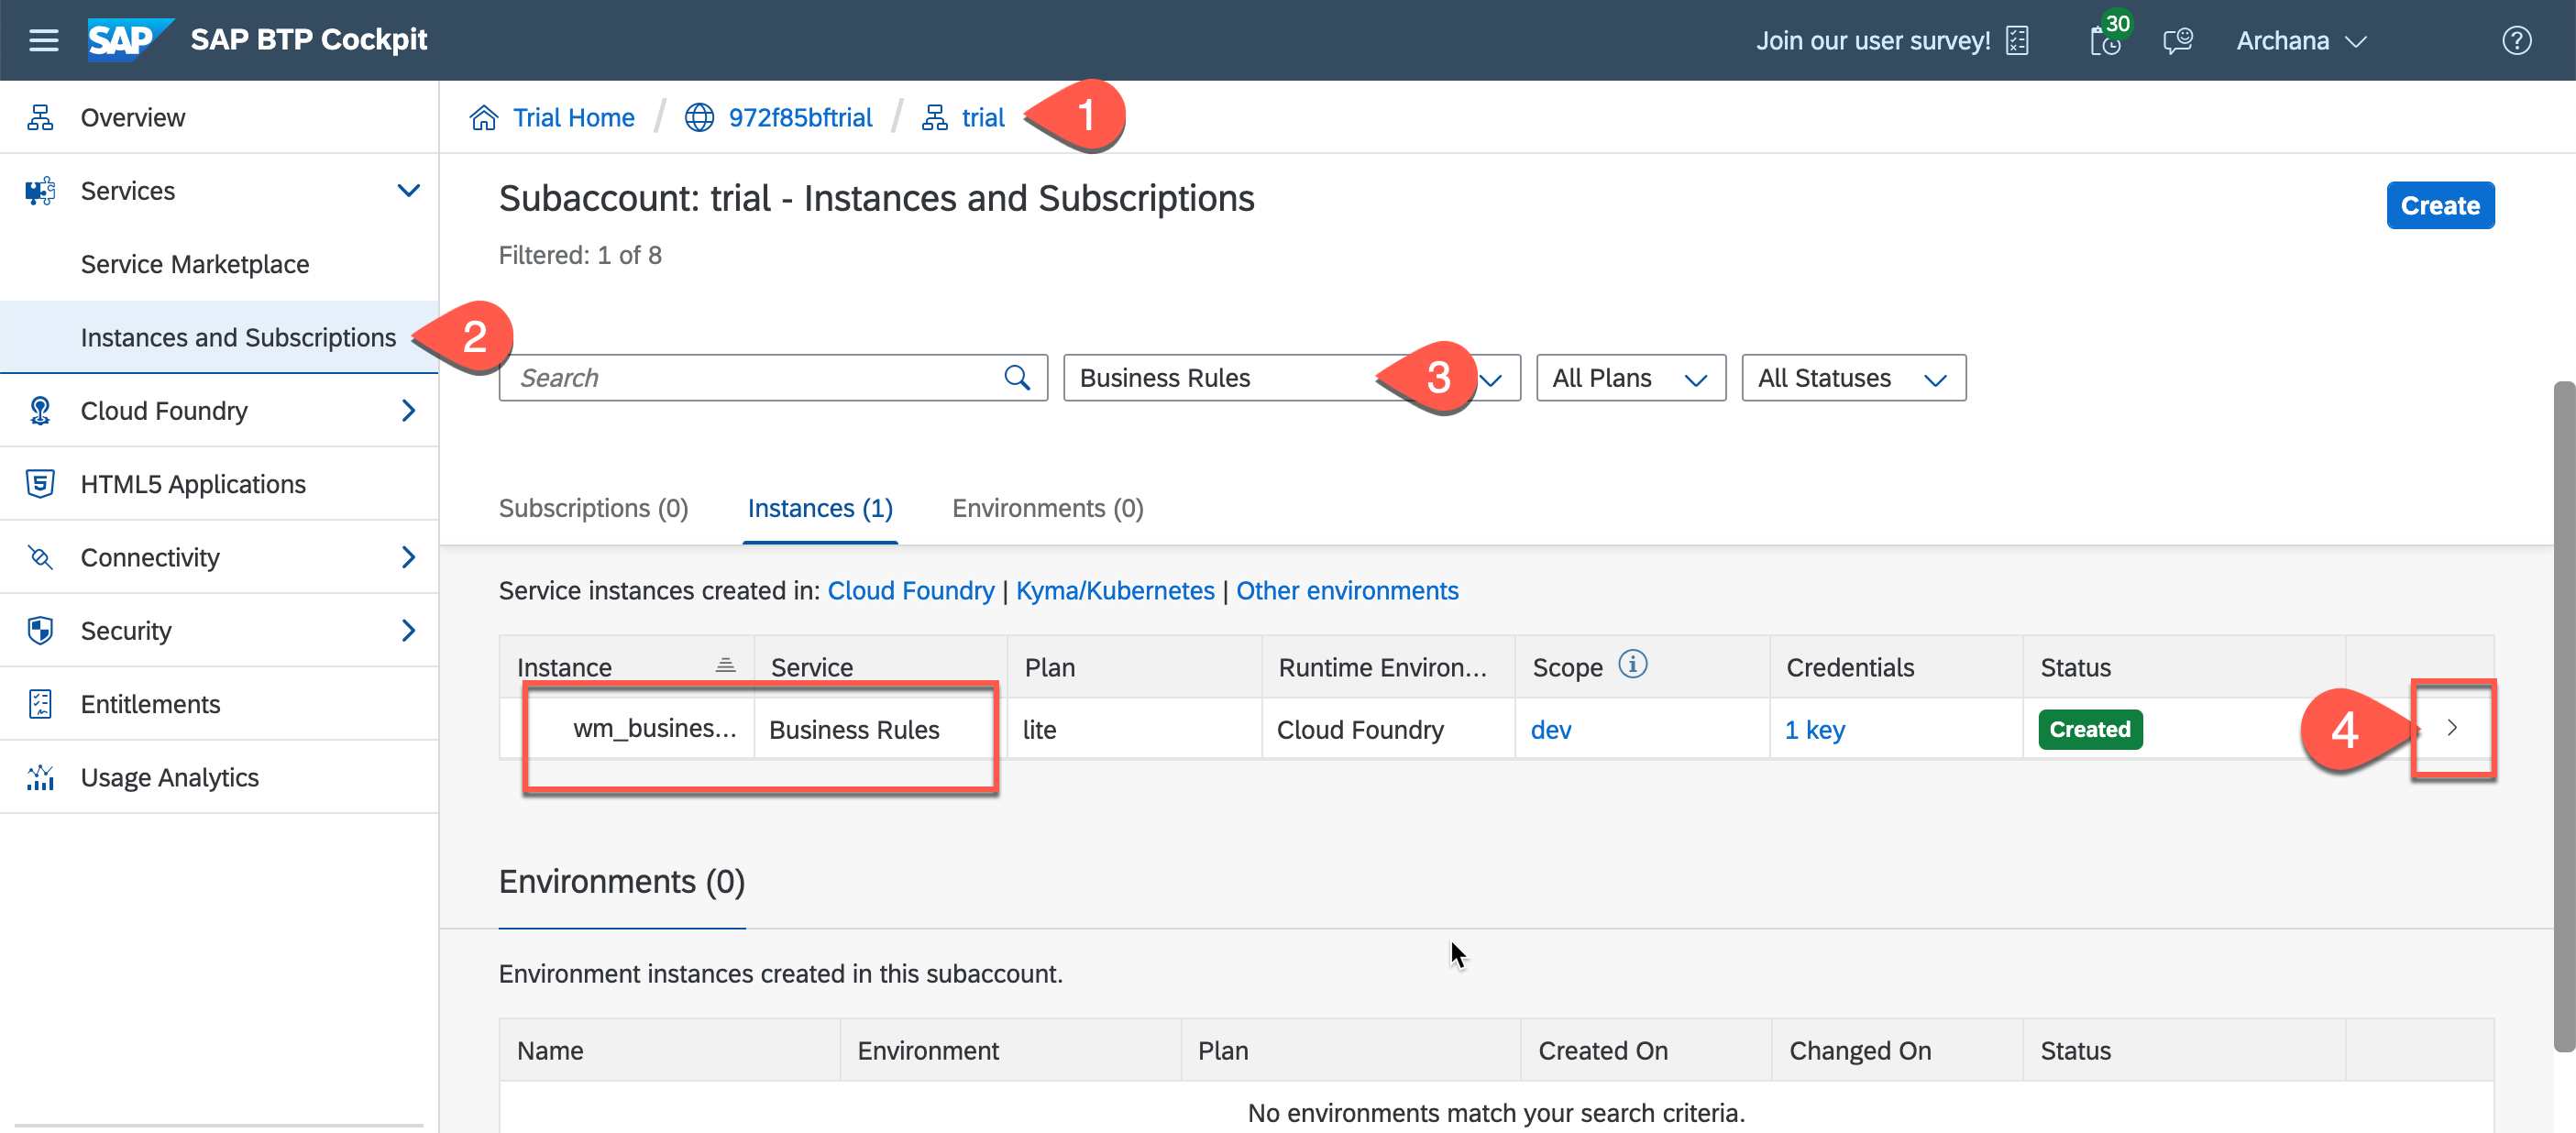 SAP SAP BTP Cockpit
Join our user survey!
30
Archana
?
Overview
Services
Service Marketplace
Instances and Subscriptions
Cloud Foundry
5 HTML5 Applications
Connectivity
Security
Entitlements
Usage Analytics
Trial Home / 972f85bftrial / trial
1
Subaccount: trial - Instances and Subscriptions
Create
Filtered: 1 of 8
2
Search
Business Rules
3
All Plans
All Statuses
Subscriptions (0)
Instances (1)
Environments (0)
Service instances created in: Cloud Foundry | Kyma/Kubernetes | Other environments
Instance Service Plan Runtime Environ... Scope i Credentials Status
wm_busines... Business Rules lite Cloud Foundry dev 1 key Created
4
Environments (0)
Environment instances created in this subaccount.
Name Environment Plan Created On Changed On Status
No environments match your search criteria.